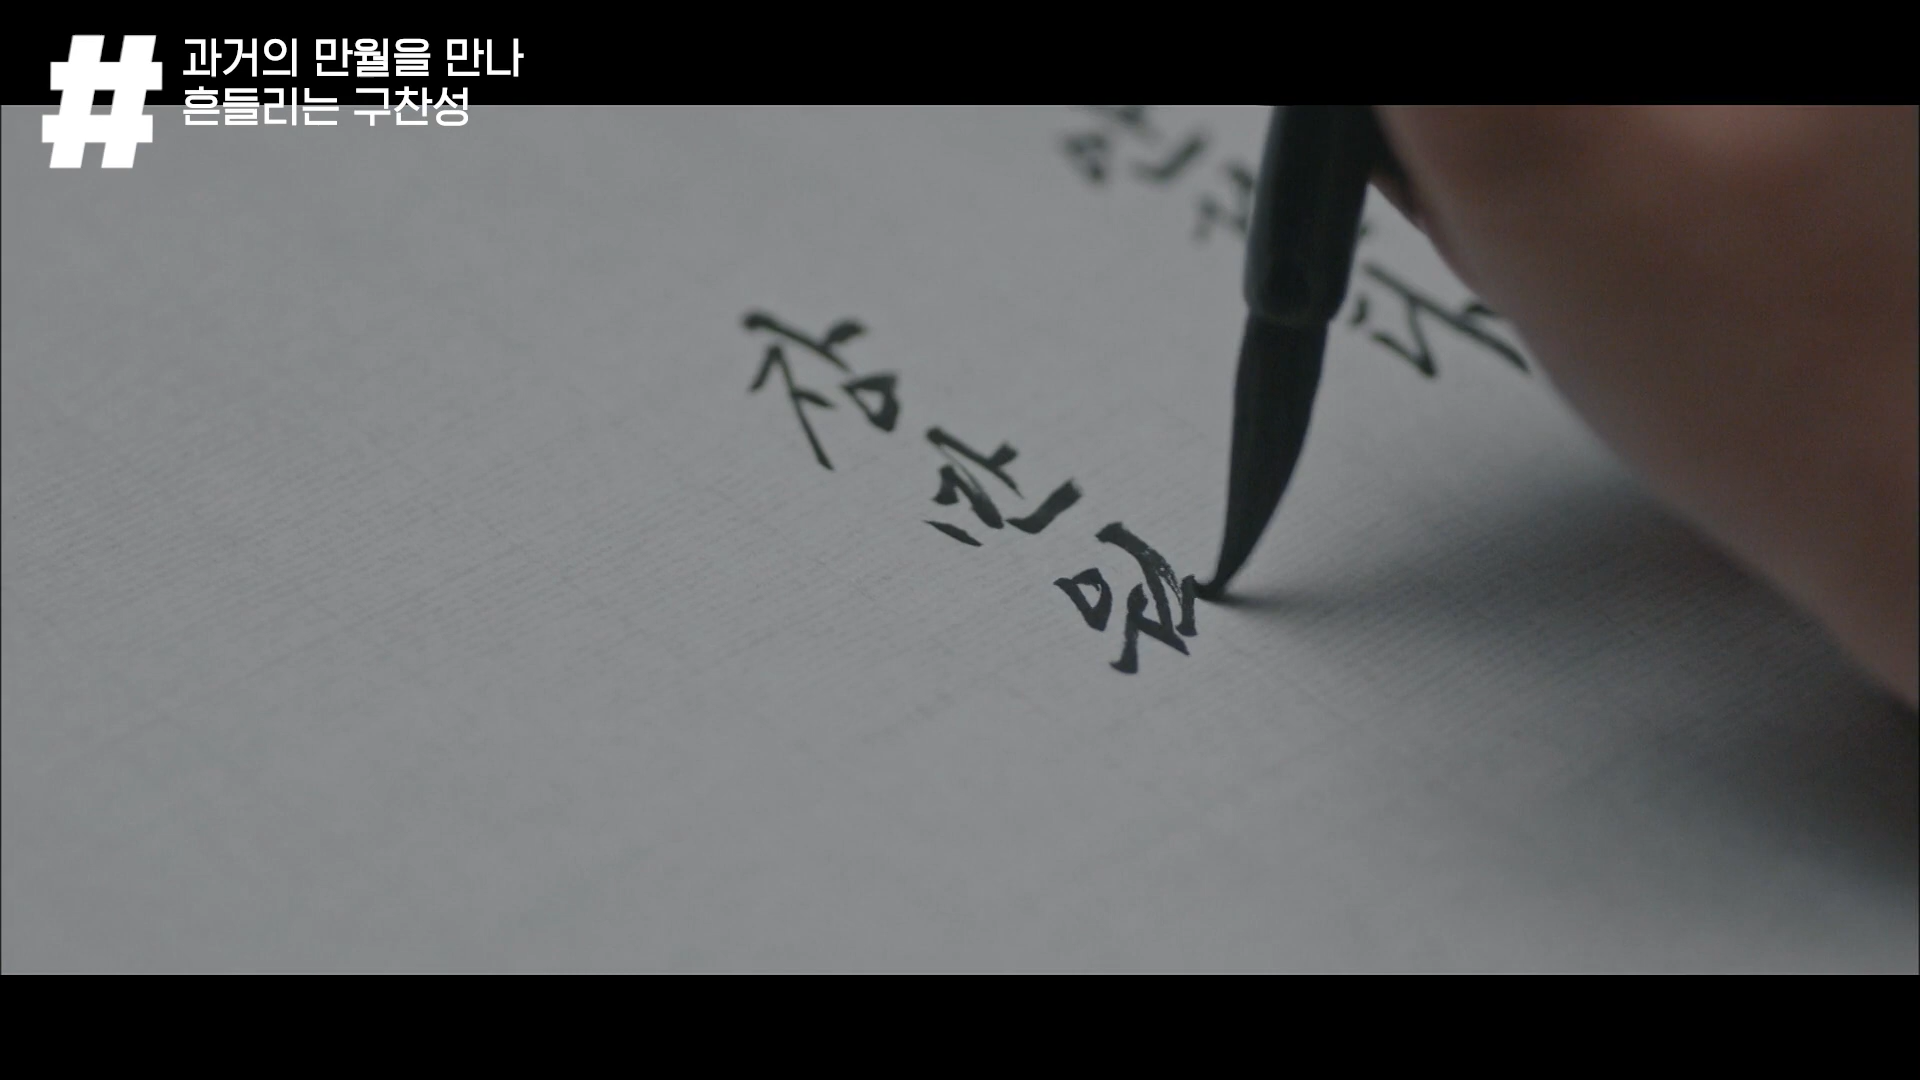 # 과거의 만월을 만나
흔들리는 구찬성
장만월